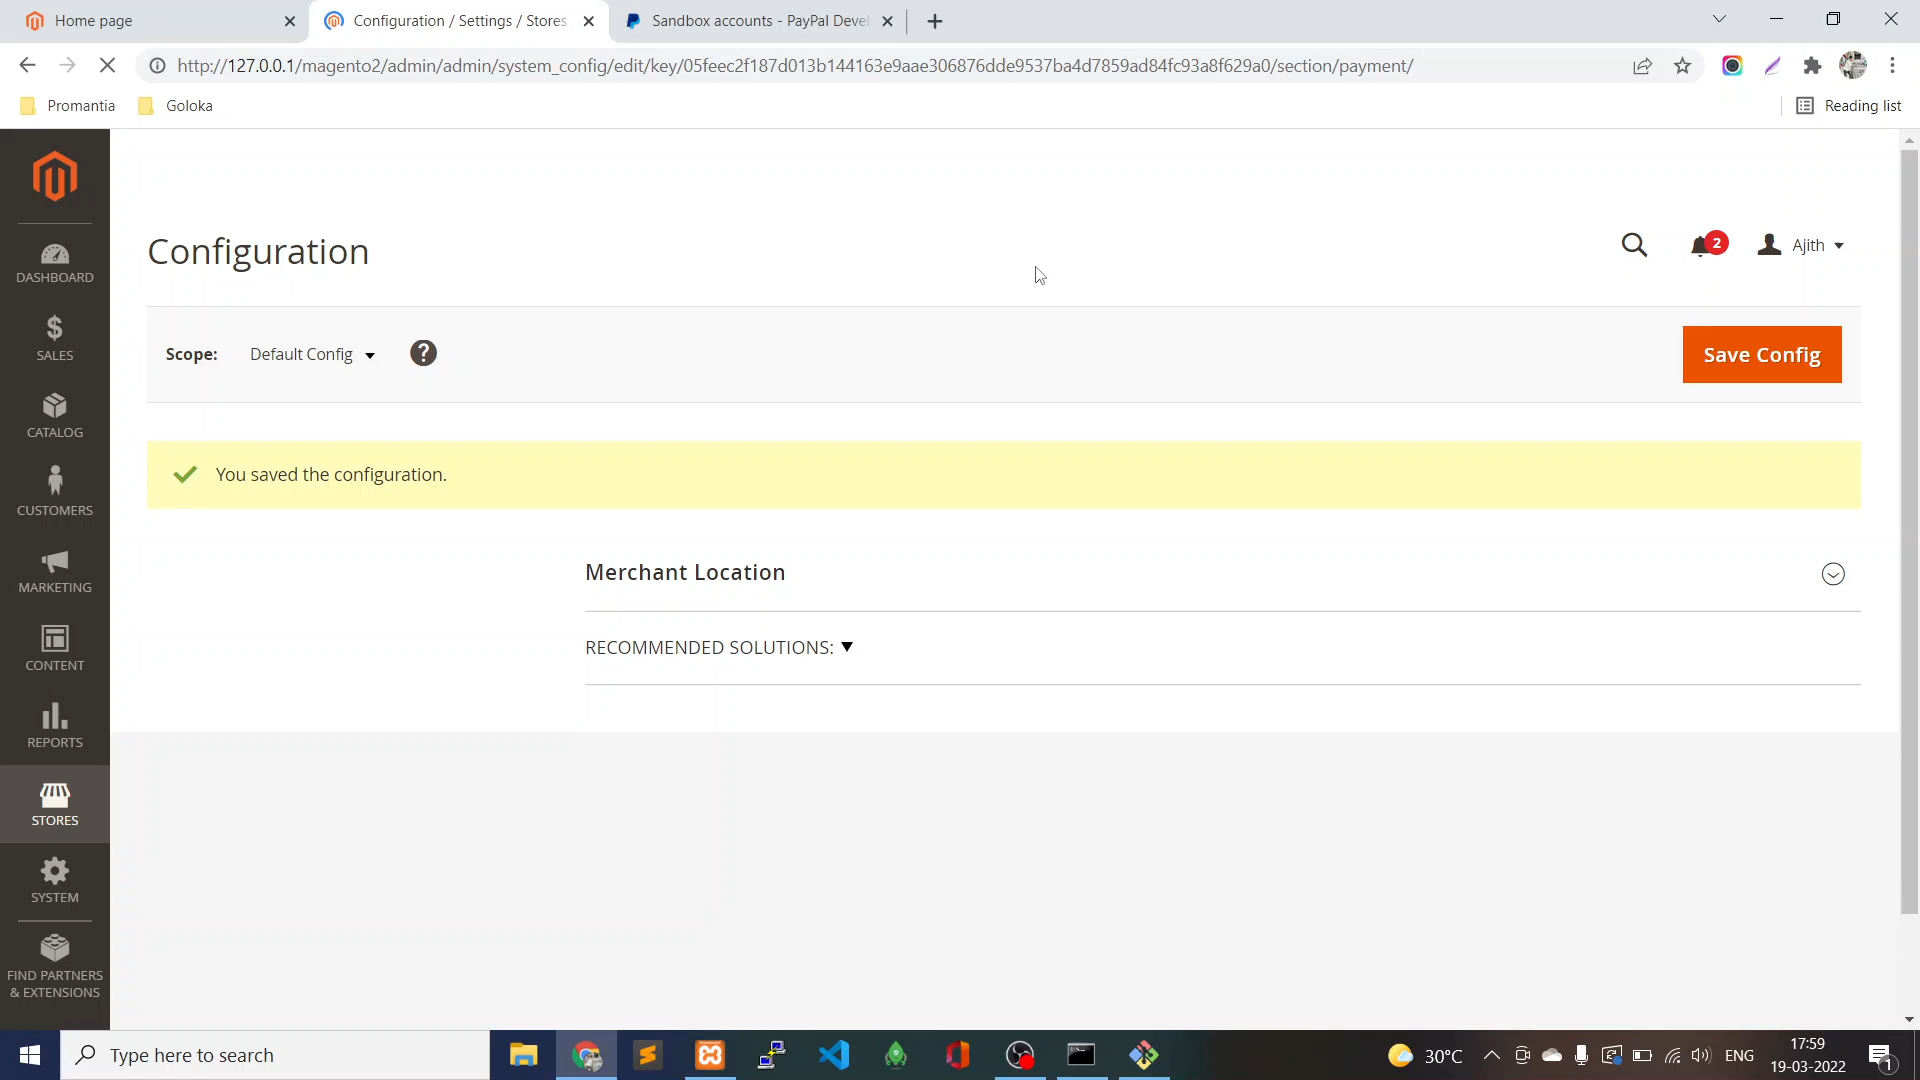 Home page
Configuration / Settings / Stores
Sandbox accounts - PayPal Devel
http://127.0.0.1/magento2/admin/admin/system_config/edit/key/05feec2f187d013b144163e9aae306876dde9537ba4d7859ad84fc93a8f629a0/section/payment/
Promantia
Goloka
Reading list
DASHBOARD
SALES
CATALOG
CUSTOMERS
MARKETING
CONTENT
REPORTS
STORES
SYSTEM
FIND PARTNERS
& EXTENSIONS
Configuration
2
Ajith
Scope:
Default Config
?
Save Config
You saved the configuration.
Merchant Location
RECOMMENDED SOLUTIONS:
Type here to search
30°C
ENG
17:59
19-03-2022
1